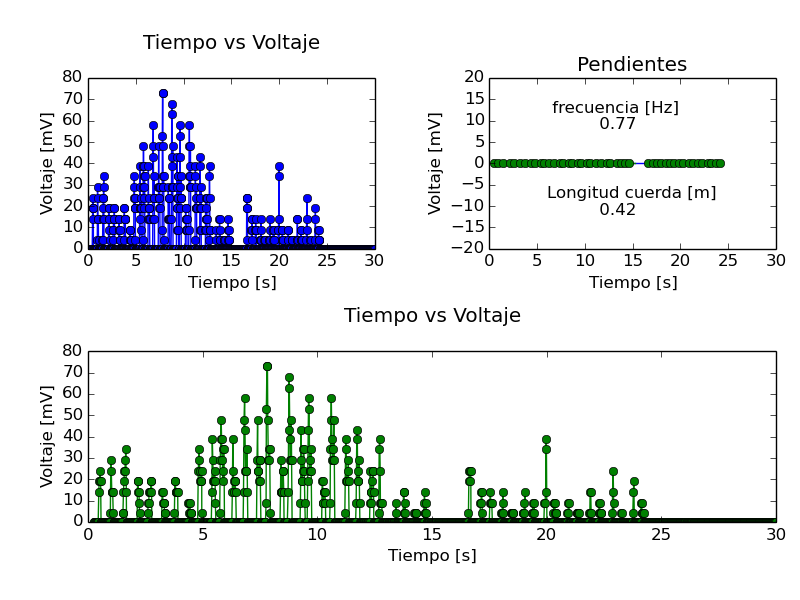 Tiempo vs Voltaje
80
70
60
50
40
30
20
10
0
Voltaje [mV]
0 5 10 15 20 25 30
Tiempo [s]
Pendientes
20
15
10
5
0
−5
−10
−15
−20
Voltaje [mV]
frecuencia [Hz]
0.77
Longitud cuerda [m]
0.42
0 5 10 15 20 25 30
Tiempo [s]
Tiempo vs Voltaje
80
70
60
50
40
30
20
10
0
Voltaje [mV]
0 5 10 15 20 25 30
Tiempo [s]